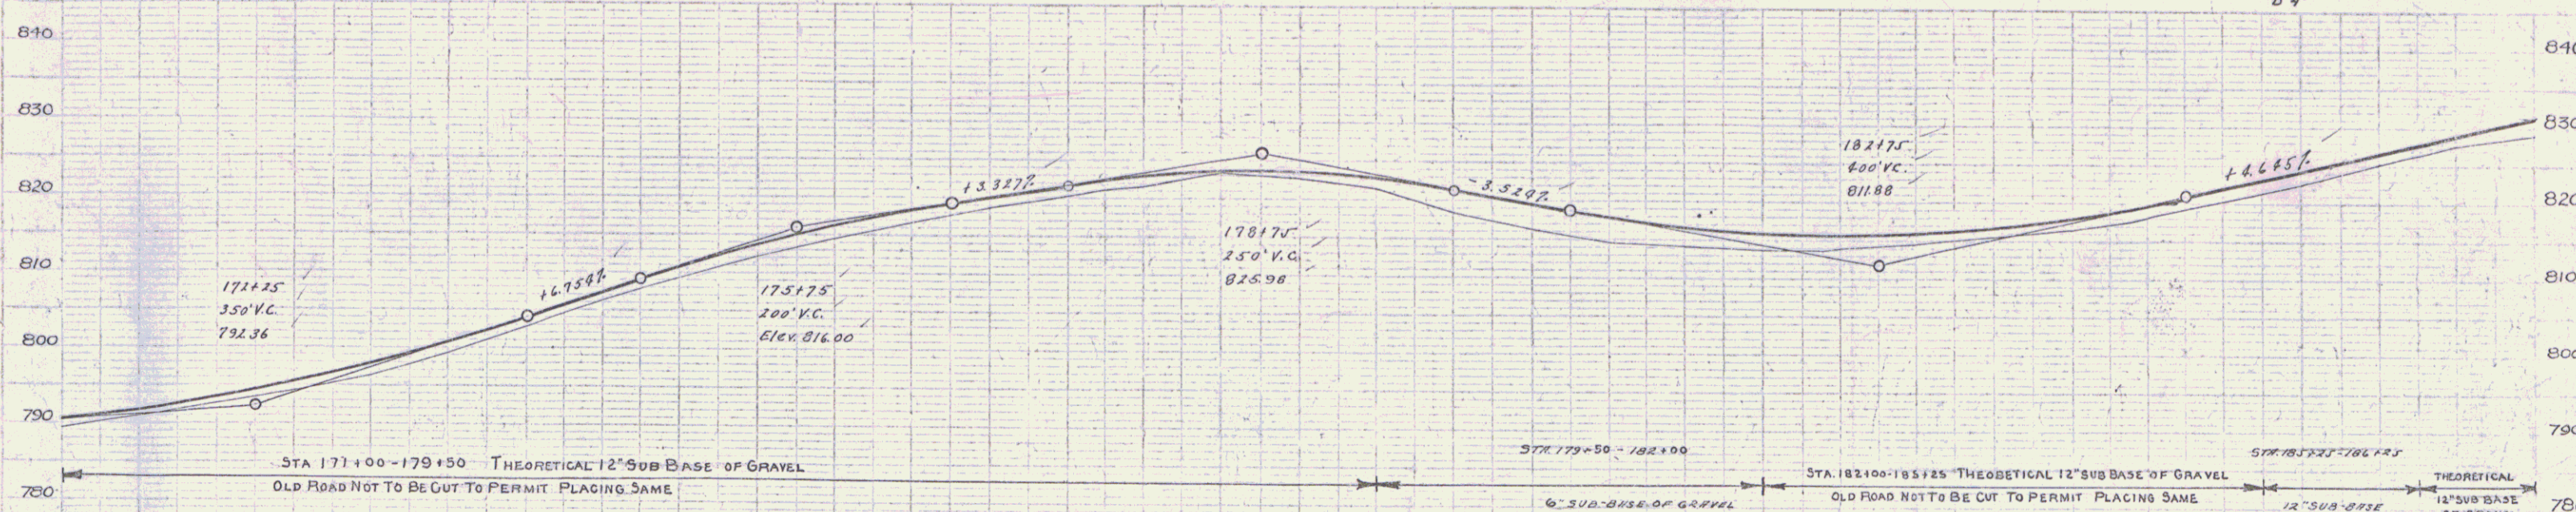 840
830
820
810
800
790
780
840
830
820
810
800
790
78
172+25
350' V.C.
792.36
+6.754%
175+75
200' V.C.
Elev. 816.00
+3.327%
178+75
250' V.C.
825.98
-3.529%
182+75
400' V.C.
811.88
+4.645%
STA 171+00-179+50 THEORETICAL 12" SUB BASE OF GRAVEL
OLD ROAD NOT TO BE CUT TO PERMIT PLACING SAME
STA. 179+50 - 182+00
6" SUB-BASE OF GRAVEL
STA. 182+00-185+25 THEORETICAL 12" SUB BASE OF GRAVEL
OLD ROAD NOT TO BE CUT TO PERMIT PLACING SAME
STA. 185+25-186+25
12" SUB-BASE
THEORETICAL
12" SUB BASE